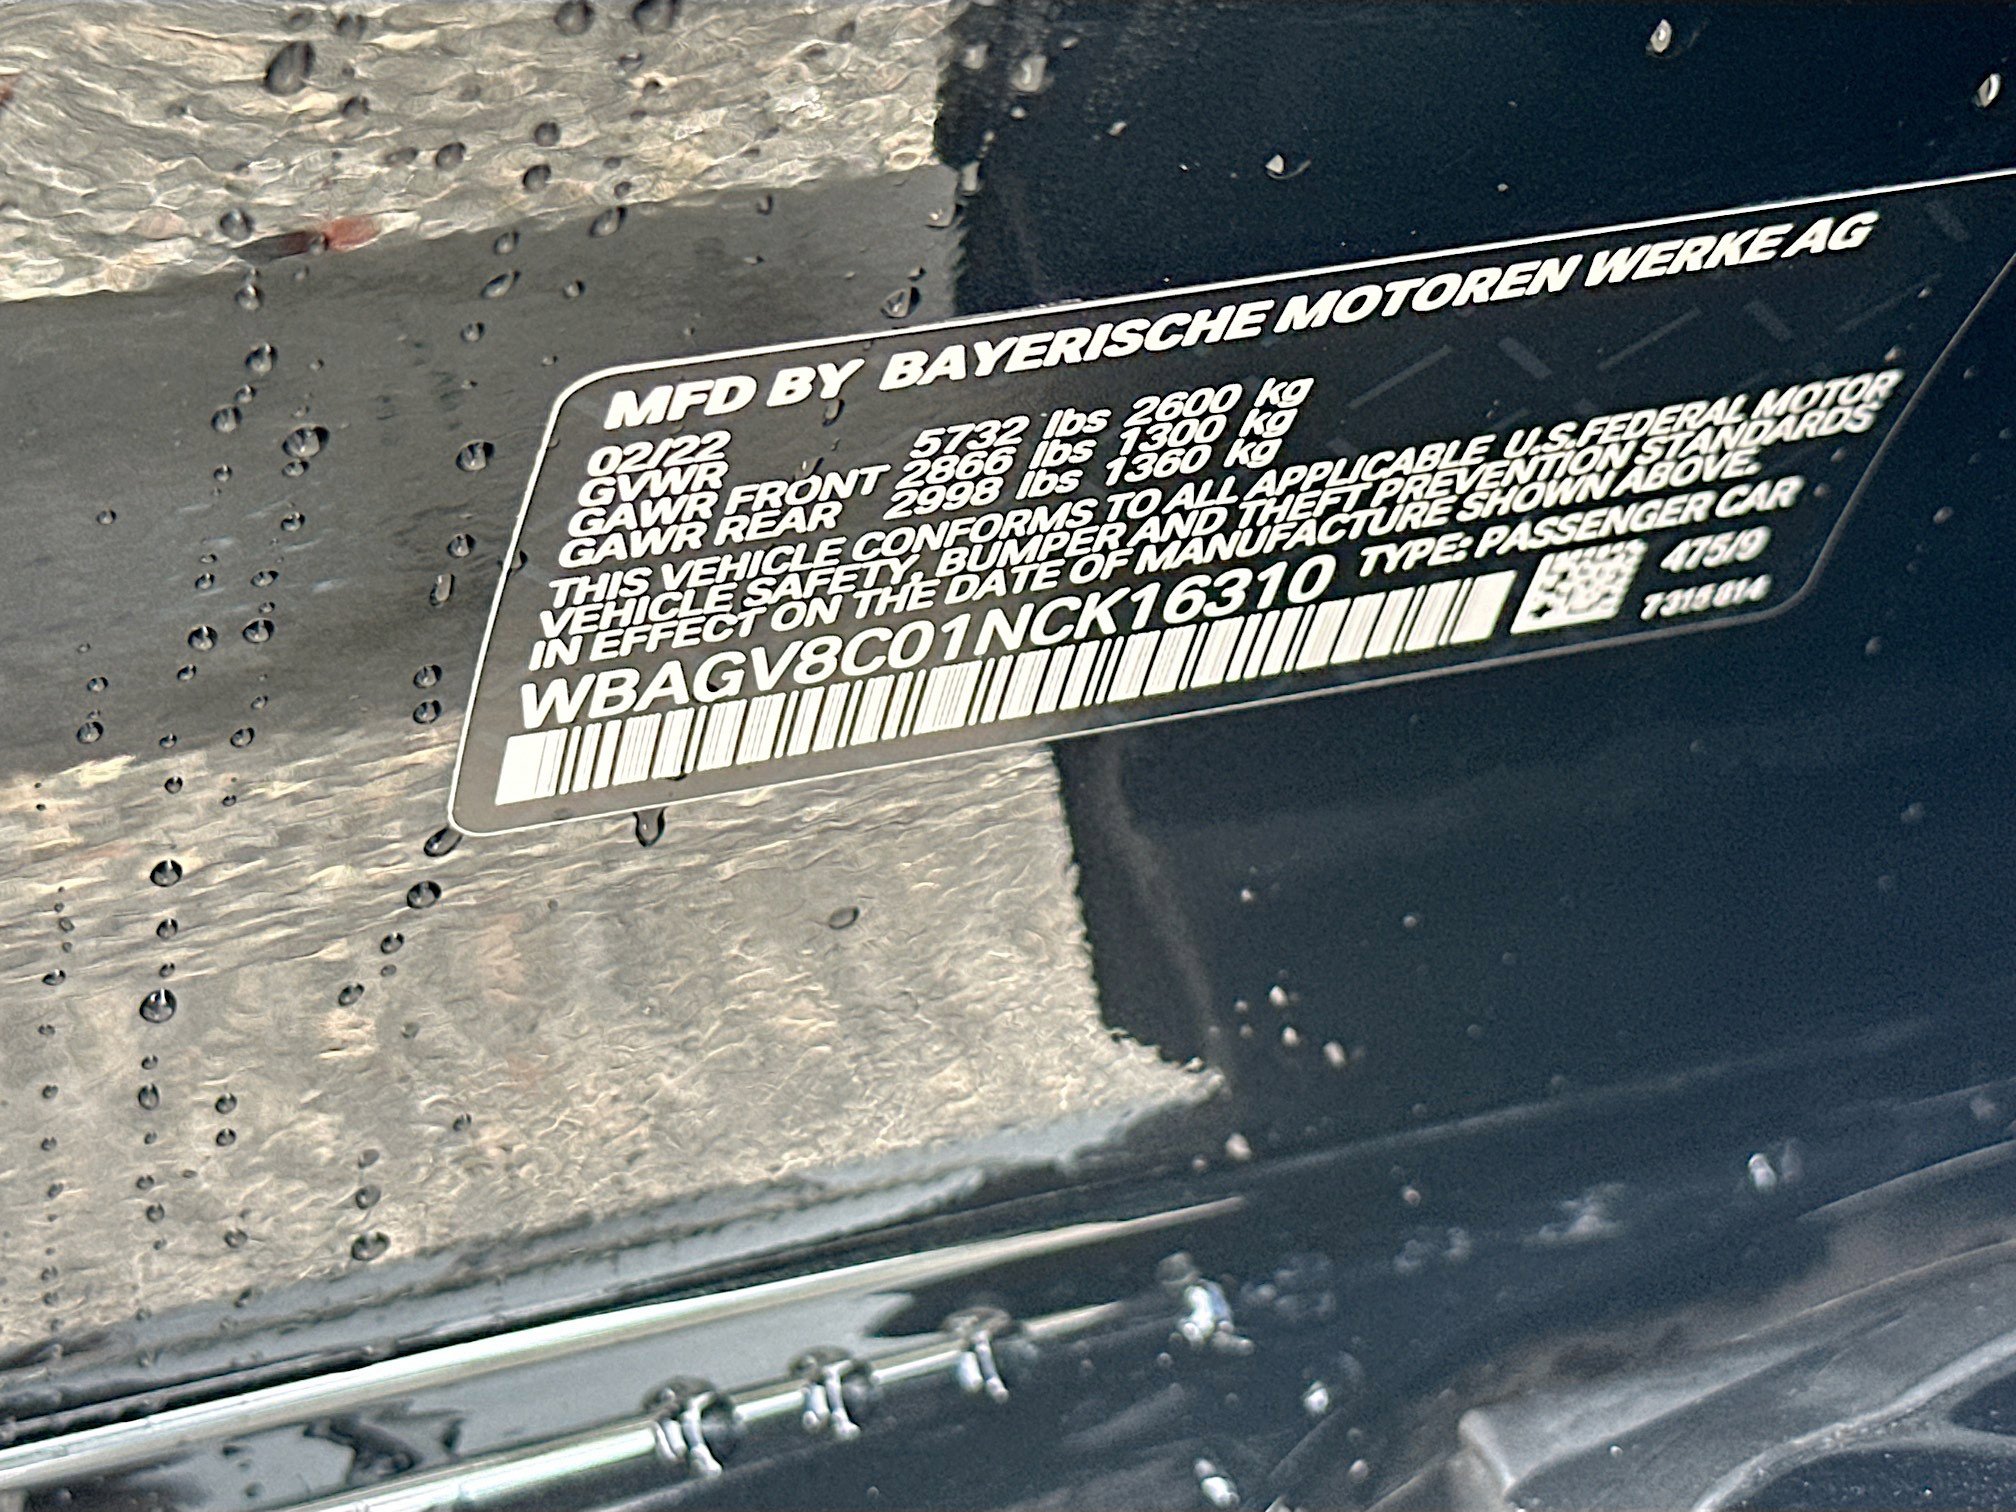 MFD BY BAYERISCHE MOTOREN WERKE AG
02/22
GVWR 5732 lbs 2600 kg
GAWR FRONT 2866 lbs 1300 kg
GAWR REAR 2998 lbs 1360 kg
THIS VEHICLE CONFORMS TO ALL APPLICABLE U.S.FEDERAL MOTOR
VEHICLE SAFETY, BUMPER AND THEFT PREVENTION STANDARDS
IN EFFECT ON THE DATE OF MANUFACTURE SHOWN ABOVE.
WBAGV8C01NCK16310 TYPE: PASSENGER CAR
475/9